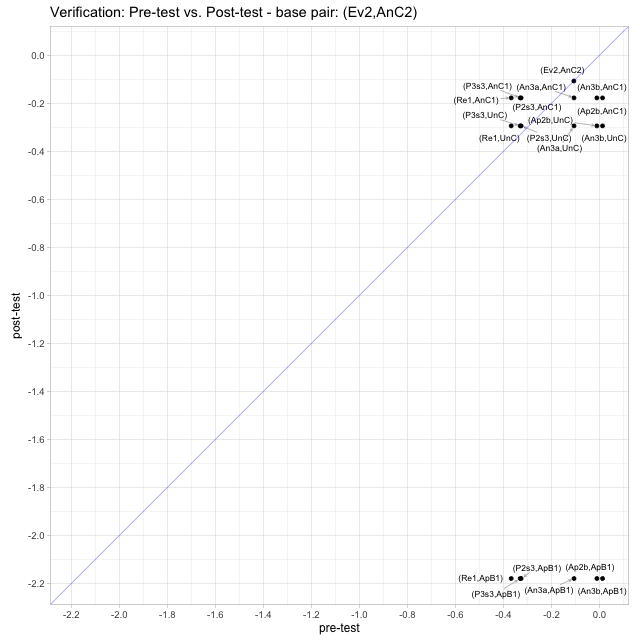 Verification: Pre-test vs. Post-test - base pair: (Ev2,AnC2)
0.0
-0.2
-0.4
-0.6
-0.8
-1.0
-1.2
-1.4
-1.6
-1.8
-2.0
-2.2
post-test
(Ev2,AnC2)
(P3s3,AnC1)
(An3a,AnC1)
(An3b,AnC1)
(Re1,AnC1)
(P2s3,AnC1)
(Ap2b,AnC1)
(P3s3,UnC)
(Ap2b,UnC)
(Re1,UnC)
(P2s3,UnC)
(An3b,UnC)
(An3a,UnC)
(P2s3,ApB1)
(Ap2b,ApB1)
(Re1,ApB1)
(P3s3,ApB1)
(An3a,ApB1)
(An3b,ApB1)
-2.2
-2.0
-1.8
-1.6
-1.4
-1.2
-1.0
-0.8
-0.6
-0.4
-0.2
0.0
pre-test